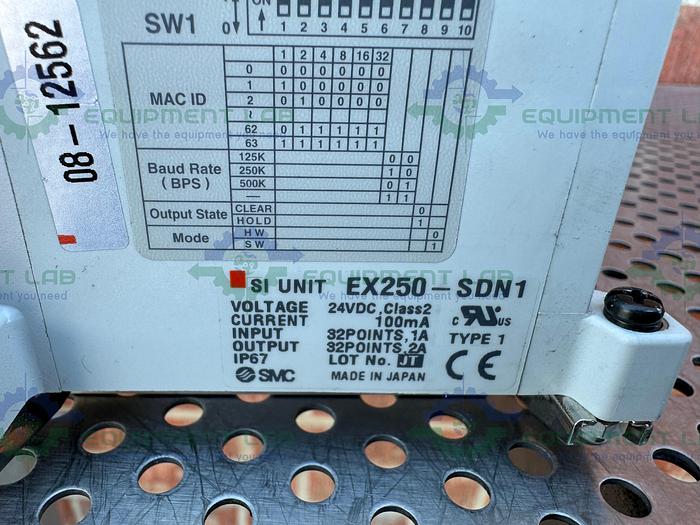 ON
SW1
1
0
1 2 3 4 5 6 7 8 9 10
1 2 4 8 16 32
MAC ID
0 0 0 0 0 0 0
1 1 0 0 0 0 0
2 0 1 0 0 0 0
62 0 1 1 1 1 1
63 1 1 1 1 1 1
Baud Rate
(BPS)
125K 0 0
250K 1 0
500K 0 1
— 1 1
Output State
CLEAR 0
HOLD 1
Mode
HW 0
SW 1
08-12562
SI UNIT EX250-SDN1
VOLTAGE 24VDC, Class2
CURRENT 100mA
INPUT 32POINTS, 1A
OUTPUT 32POINTS, 2A
IP67 LOT No. JT
SMC MADE IN JAPAN
c RU US
TYPE 1
CE
EQUIPMENT LAB
We have the equipment you need